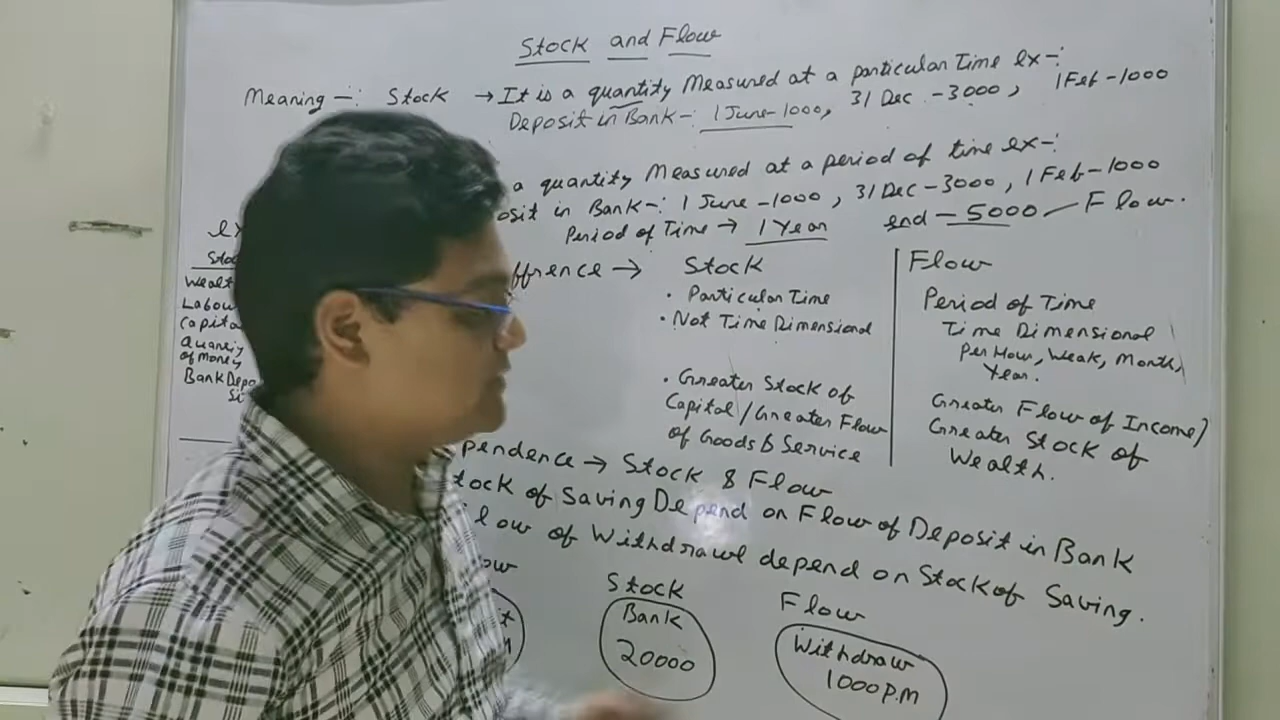 Stock and Flow
Meaning -: Stock → It is a quantity Measured at a particular Time ex-:
Deposit in Bank-: 1 June-1000, 31 Dec -3000, 1 Feb-1000
a quantity Measured at a period of time ex-:
osit in Bank-: 1 June -1000, 31 Dec-3000, 1 Feb-1000
Period of Time → 1 Year end - 5000 - Flow.
ffrence →
Stock
• Particular Time
• Not Time Dimensional
• Greater Stock of
Capital/Greater Flow
of Goods & Service
Flow
Period of Time
Time Dimensional
Per Hour, Weak, Month,
Year.
Greater Flow of Income/
Greater Stock of
Wealth.
Sto
Wealt
Labou
Capita
Quantiy
of Money
Bank Depo
Si
pendence → Stock & Flow
tock of Saving Depend on Flow of Deposit in Bank
low of Withdrawl depend on Stock of Saving.
ow
Stock
Bank
20000
Flow
Withdraw
1000 P.M